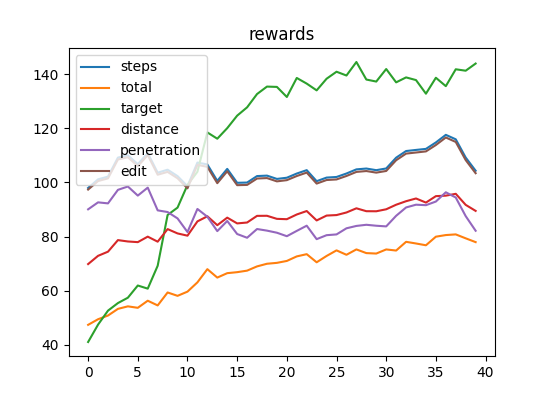 rewards
steps
total
target
distance
penetration
edit
140
120
100
80
60
40
0 5 10 15 20 25 30 35 40